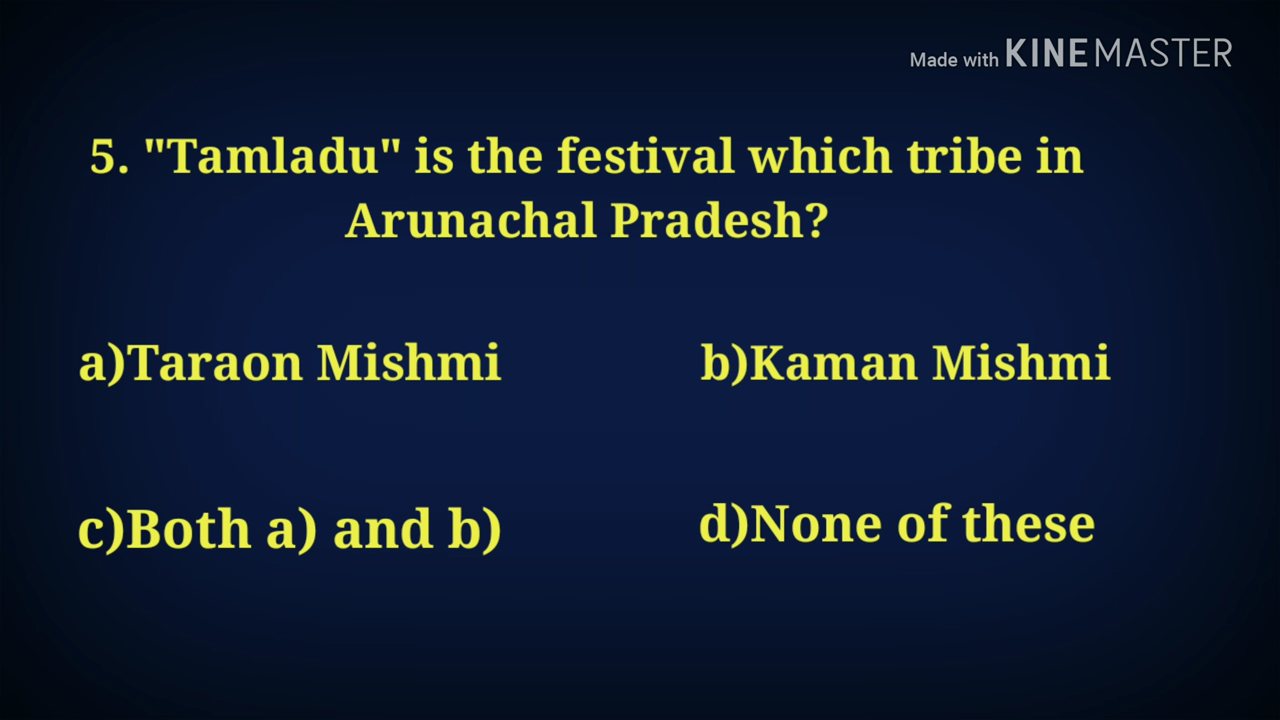 Made with KINEMASTER
5. "Tamladu" is the festival which tribe in
Arunachal Pradesh?
a)Taraon Mishmi
b)Kaman Mishmi
c)Both a) and b)
d)None of these